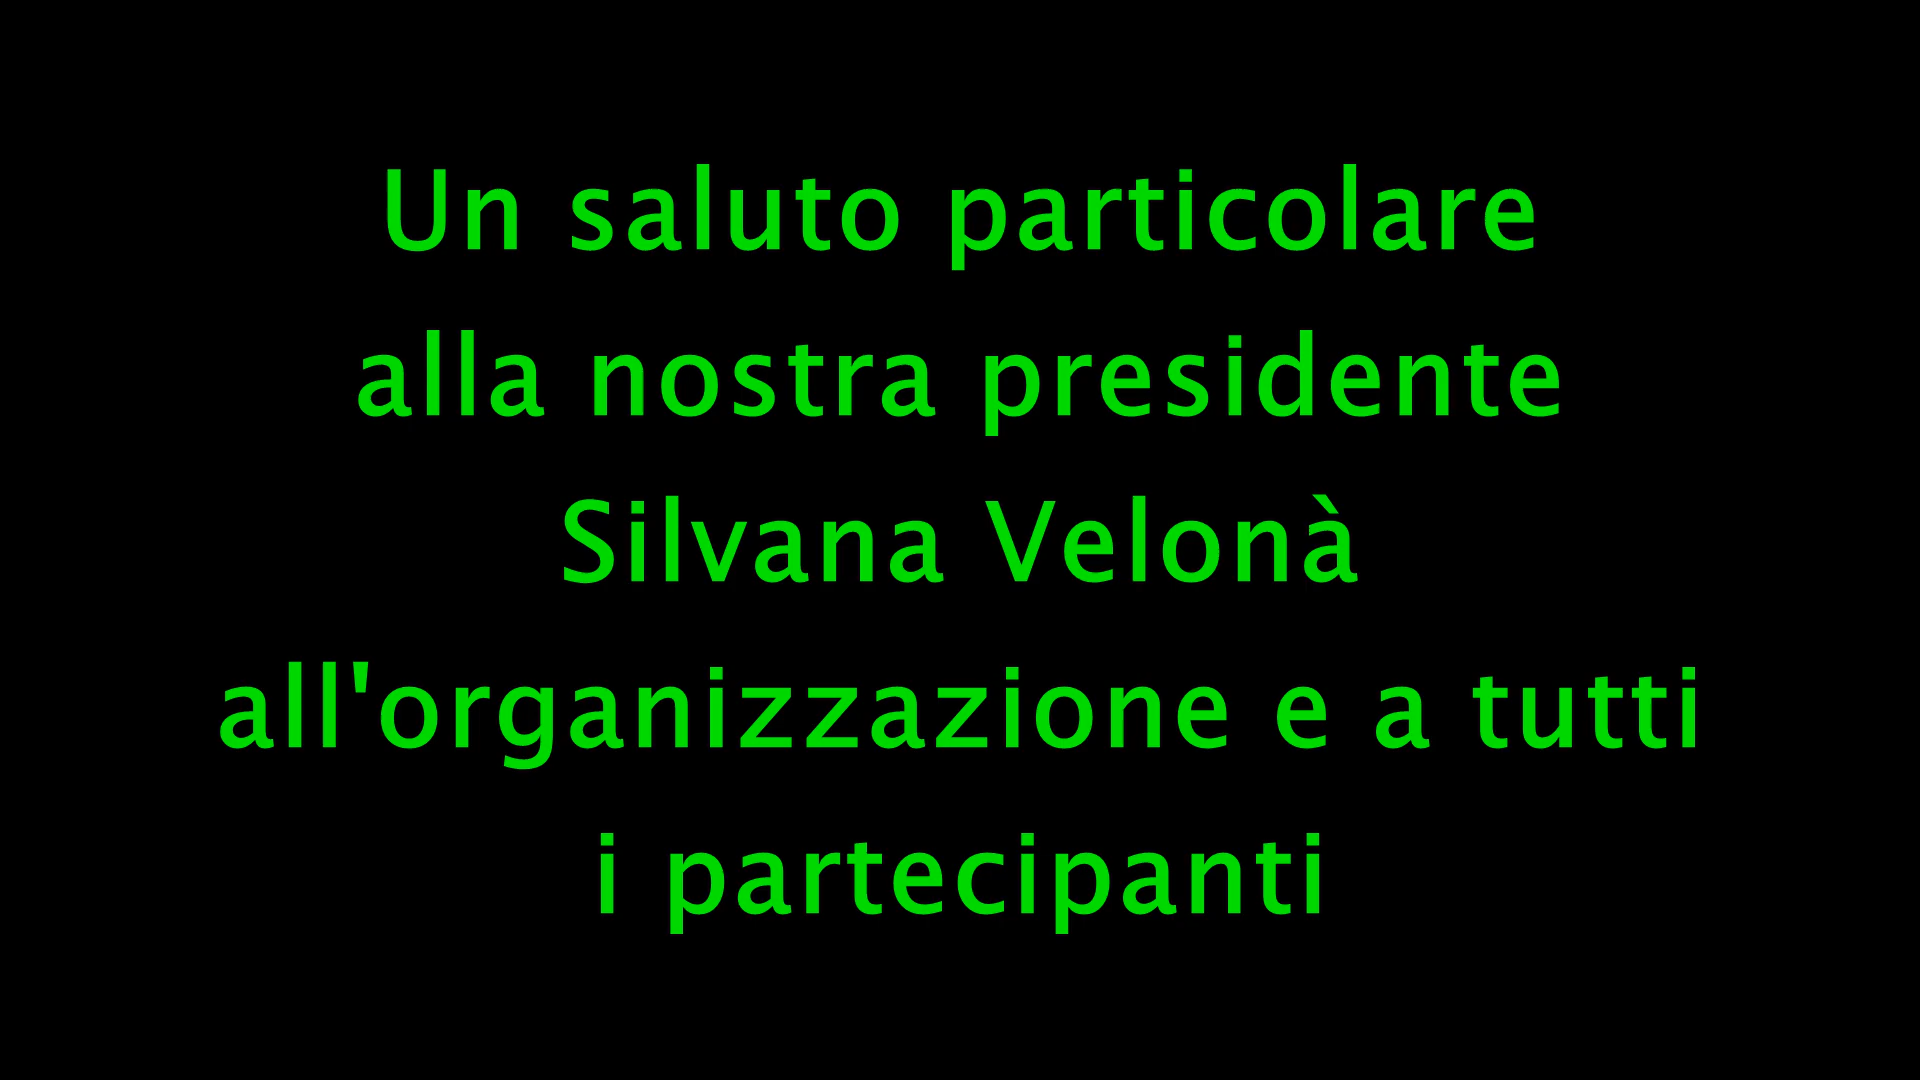 Un saluto particolare
alla nostra presidente
Silvana Velonà
all'organizzazione e a tutti
i partecipanti